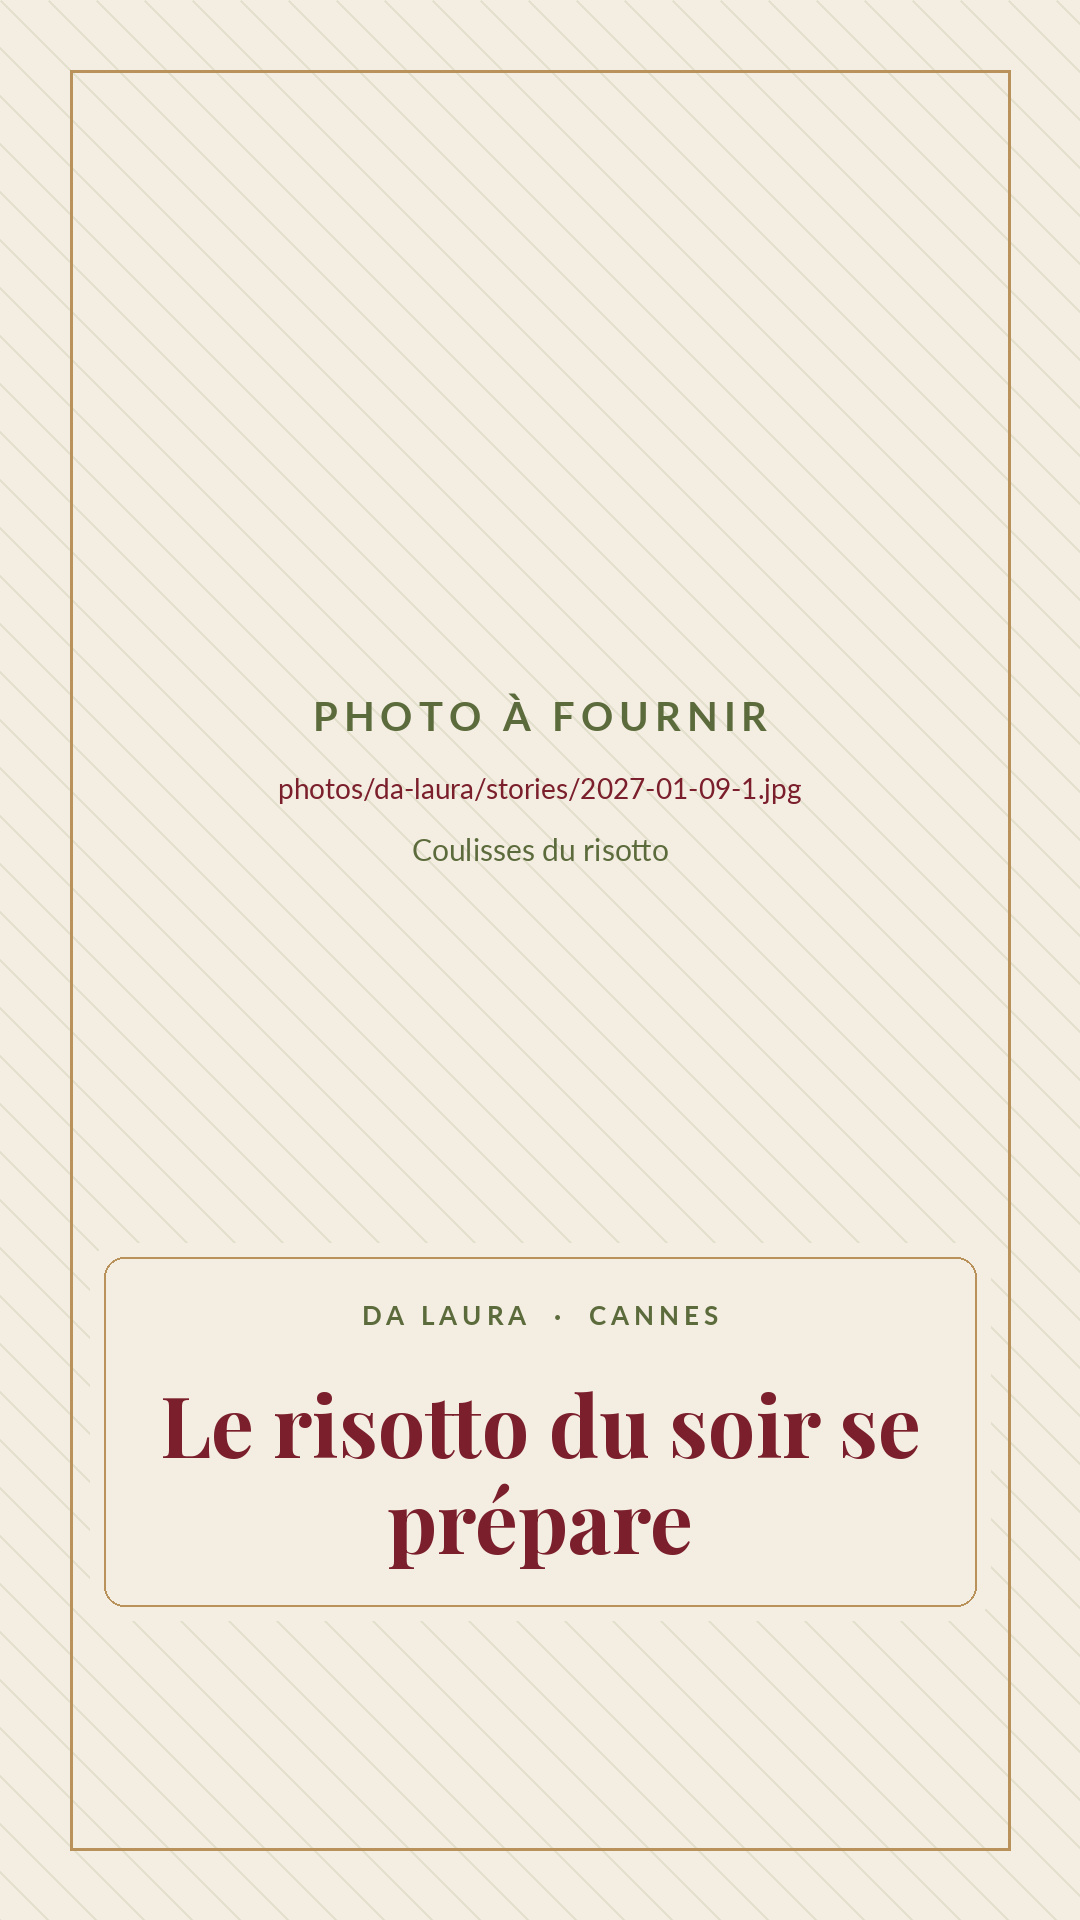 PHOTO À FOURNIR
photos/da-laura/stories/2027-01-09-1.jpg
Coulisses du risotto
DA LAURA · CANNES
Le risotto du soir se
prépare